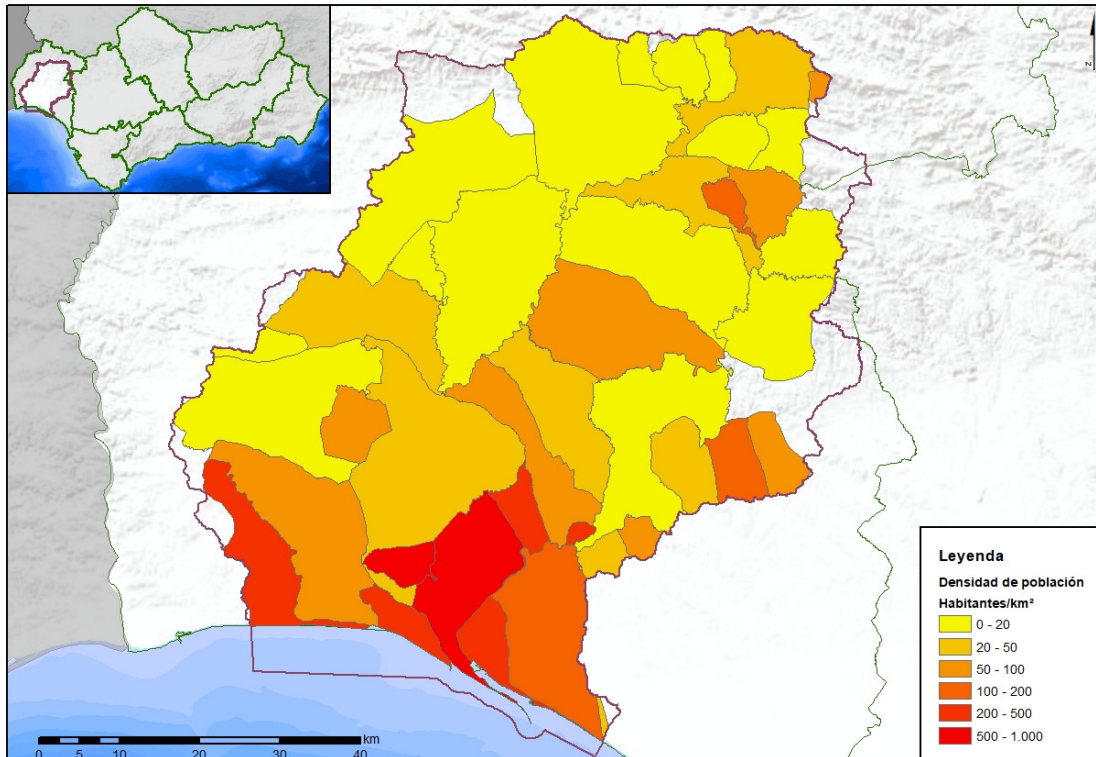 N
Leyenda
Densidad de población
Habitantes/km²
0 - 20
20 - 50
50 - 100
100 - 200
200 - 500
500 - 1.000
km
0 5 10 20 30 40